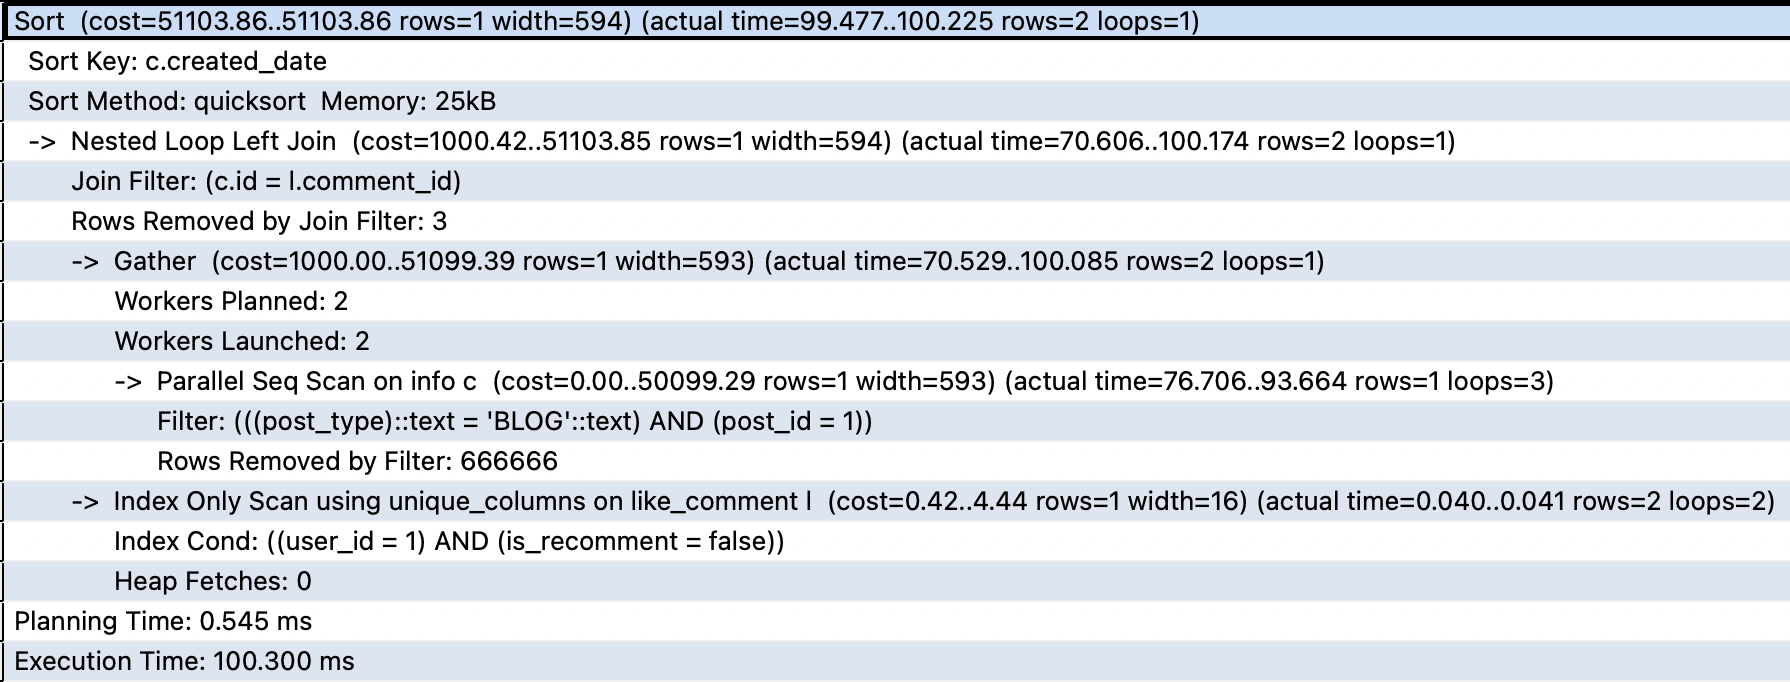 Sort  (cost=51103.86..51103.86 rows=1 width=594) (actual time=99.477..100.225 rows=2 loops=1)
Sort Key: c.created_date
Sort Method: quicksort  Memory: 25kB
->  Nested Loop Left Join  (cost=1000.42..51103.85 rows=1 width=594) (actual time=70.606..100.174 rows=2 loops=1)
Join Filter: (c.id = l.comment_id)
Rows Removed by Join Filter: 3
->  Gather  (cost=1000.00..51099.39 rows=1 width=593) (actual time=70.529..100.085 rows=2 loops=1)
Workers Planned: 2
Workers Launched: 2
->  Parallel Seq Scan on info c  (cost=0.00..50099.29 rows=1 width=593) (actual time=76.706..93.664 rows=1 loops=3)
Filter: (((post_type)::text = 'BLOG'::text) AND (post_id = 1))
Rows Removed by Filter: 666666
->  Index Only Scan using unique_columns on like_comment l  (cost=0.42..4.44 rows=1 width=16) (actual time=0.040..0.041 rows=2 loops=2)
Index Cond: ((user_id = 1) AND (is_recomment = false))
Heap Fetches: 0
Planning Time: 0.545 ms
Execution Time: 100.300 ms